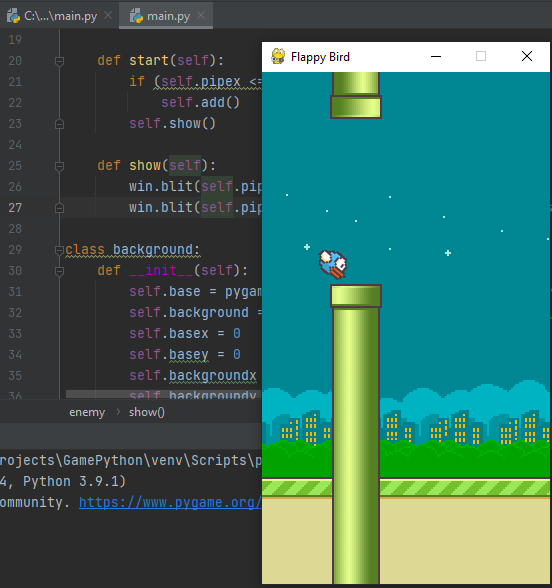 C:\...\main.py
main.py
19
20 def start(self):
21 if (self.pipex <=
22 self.add()
23 self.show()
24
25 def show(self):
26 win.blit(self.pip
27 win.blit(self.pip
28
29 class background:
30 def __init__(self):
31 self.base = pygam
32 self.background =
33 self.basex = 0
34 self.basey = 0
35 self.backgroundx
self.backgroundy
enemy
show()
rojects\GamePython\venv\Scripts\p
4, Python 3.9.1)
ommunity. https://www.pygame.org/
Flappy Bird